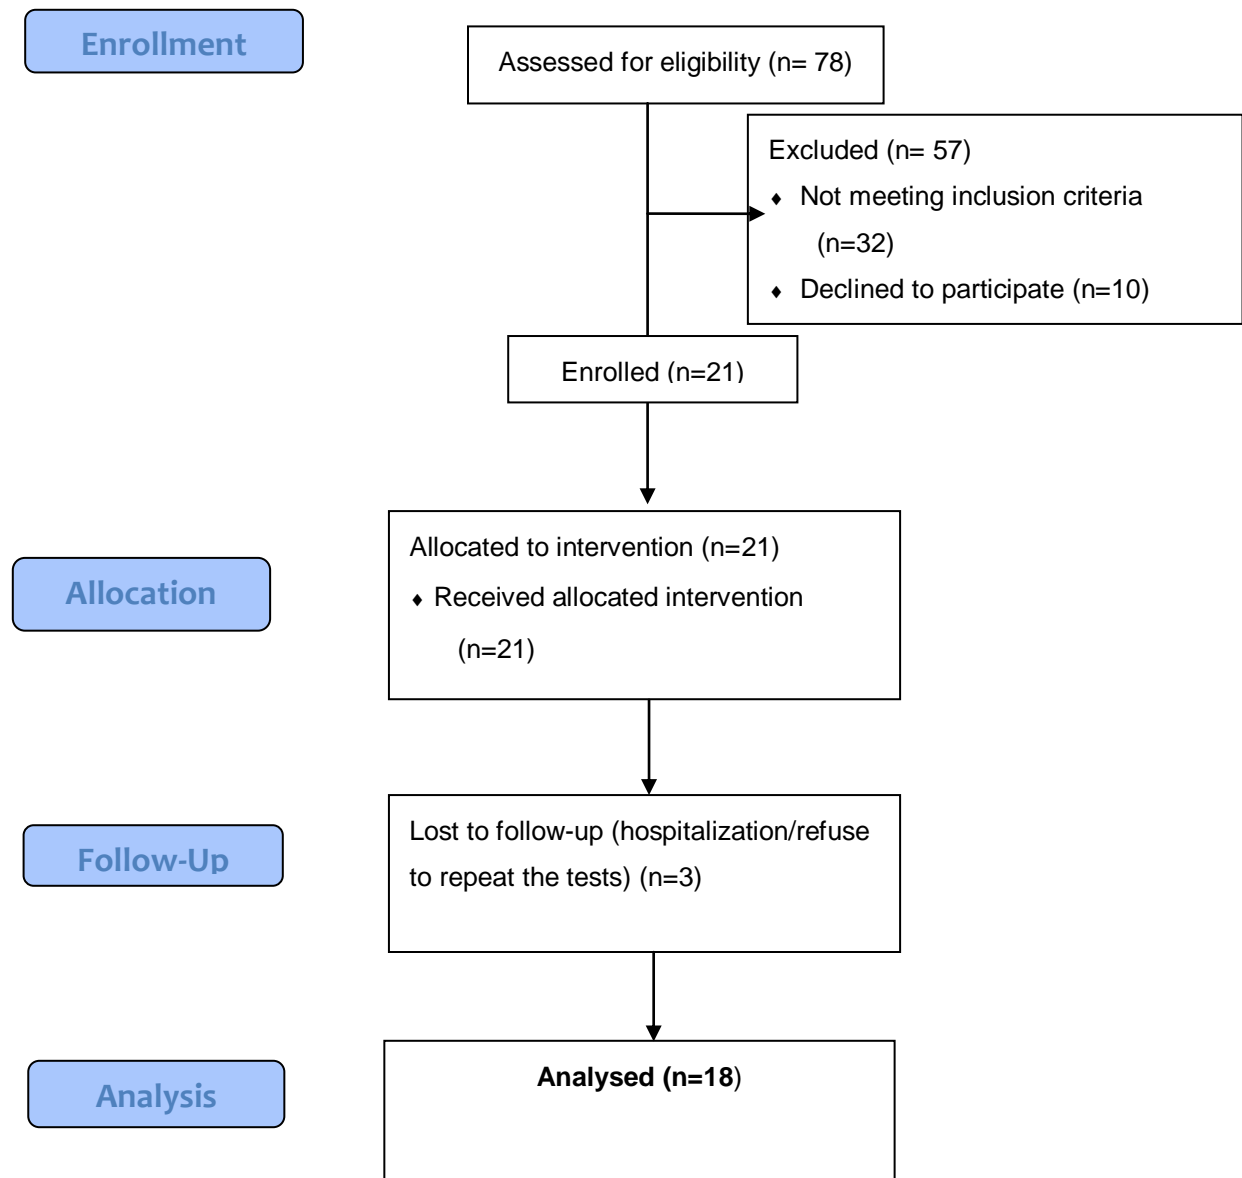 Enrollment
Assessed for eligibility (n= 78)
Excluded (n= 57)
♦ Not meeting inclusion criteria
(n=32)
♦ Declined to participate (n=10)
Enrolled (n=21)
Allocation
Allocated to intervention (n=21)
♦ Received allocated intervention
(n=21)
Follow-Up
Lost to follow-up (hospitalization/refuse
to repeat the tests) (n=3)
Analysis
Analysed (n=18)